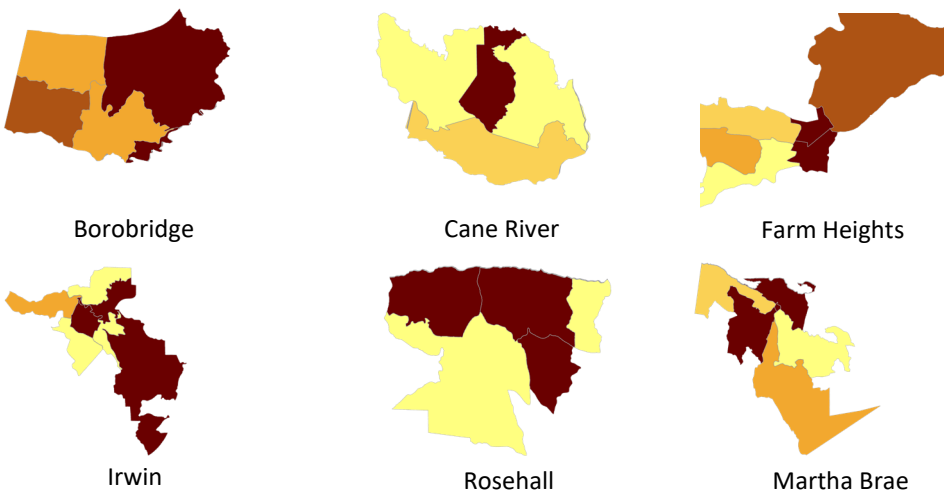 Borobridge
Cane River
Farm Heights
Irwin
Rosehall
Martha Brae